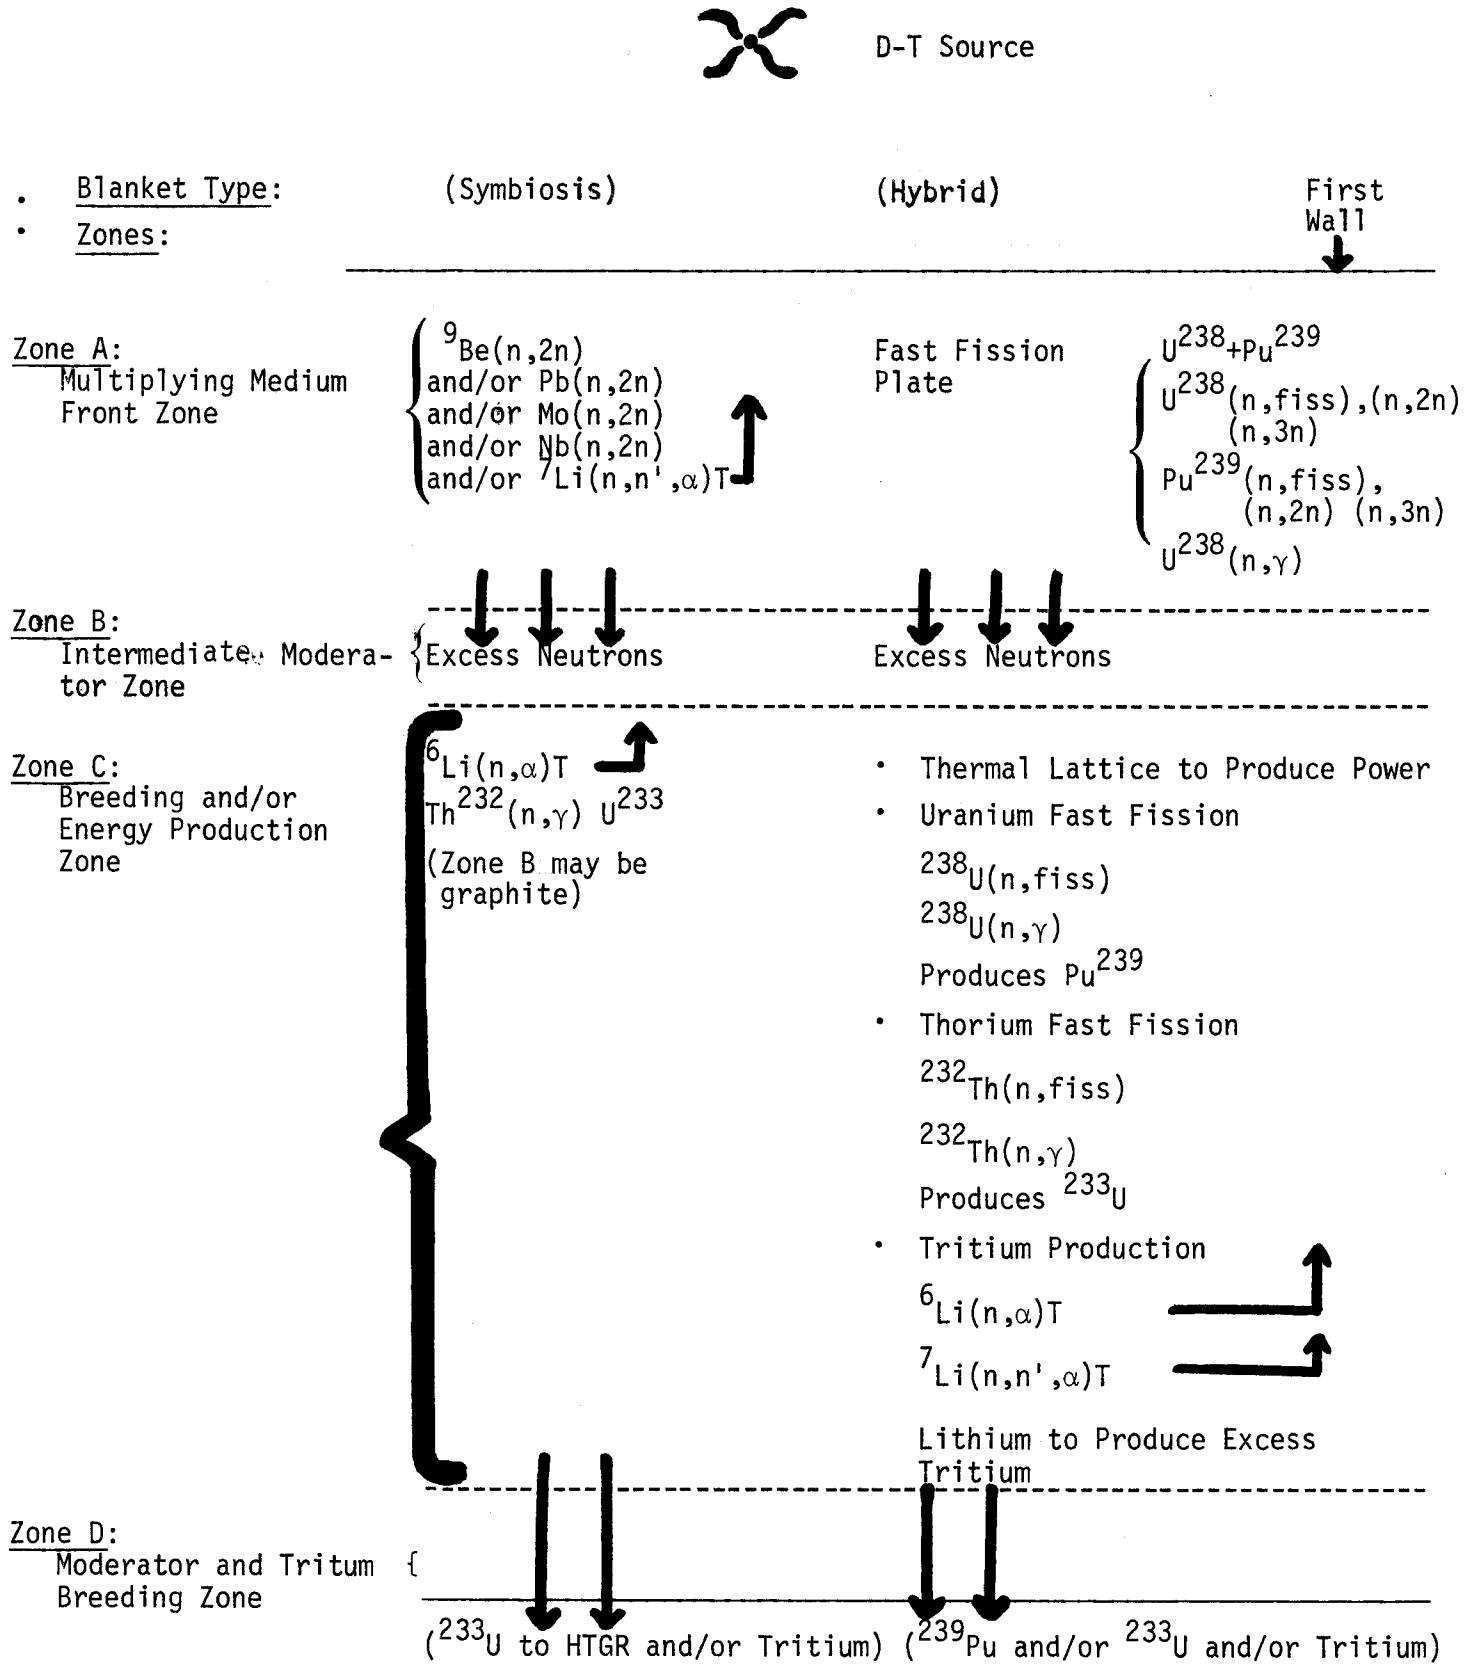 D-T Source
• Blanket Type: (Symbiosis) (Hybrid) First
Wall
• Zones:
Zone A:
Multiplying Medium
Front Zone
⁹Be(n,2n)
and/or Pb(n,2n)
and/or Mo(n,2n)
and/or Nb(n,2n)
and/or ⁷Li(n,n',α)T
Fast Fission
Plate
U²³⁸+Pu²³⁹
U²³⁸(n,fiss),(n,2n)
(n,3n)
Pu²³⁹(n,fiss),
(n,2n) (n,3n)
U²³⁸(n,γ)
Zone B:
Intermediate Modera-
tor Zone
Excess Neutrons
Excess Neutrons
Zone C:
Breeding and/or
Energy Production
Zone
⁶Li(n,α)T
Th²³²(n,γ) U²³³
(Zone B may be
graphite)
• Thermal Lattice to Produce Power
• Uranium Fast Fission
²³⁸U(n,fiss)
²³⁸U(n,γ)
Produces Pu²³⁹
• Thorium Fast Fission
²³²Th(n,fiss)
²³²Th(n,γ)
Produces ²³³U
• Tritium Production
⁶Li(n,α)T
⁷Li(n,n',α)T
Lithium to Produce Excess
Tritium
Zone D:
Moderator and Tritum
Breeding Zone
(²³³U to HTGR and/or Tritium) (²³⁹Pu and/or ²³³U and/or Tritium)